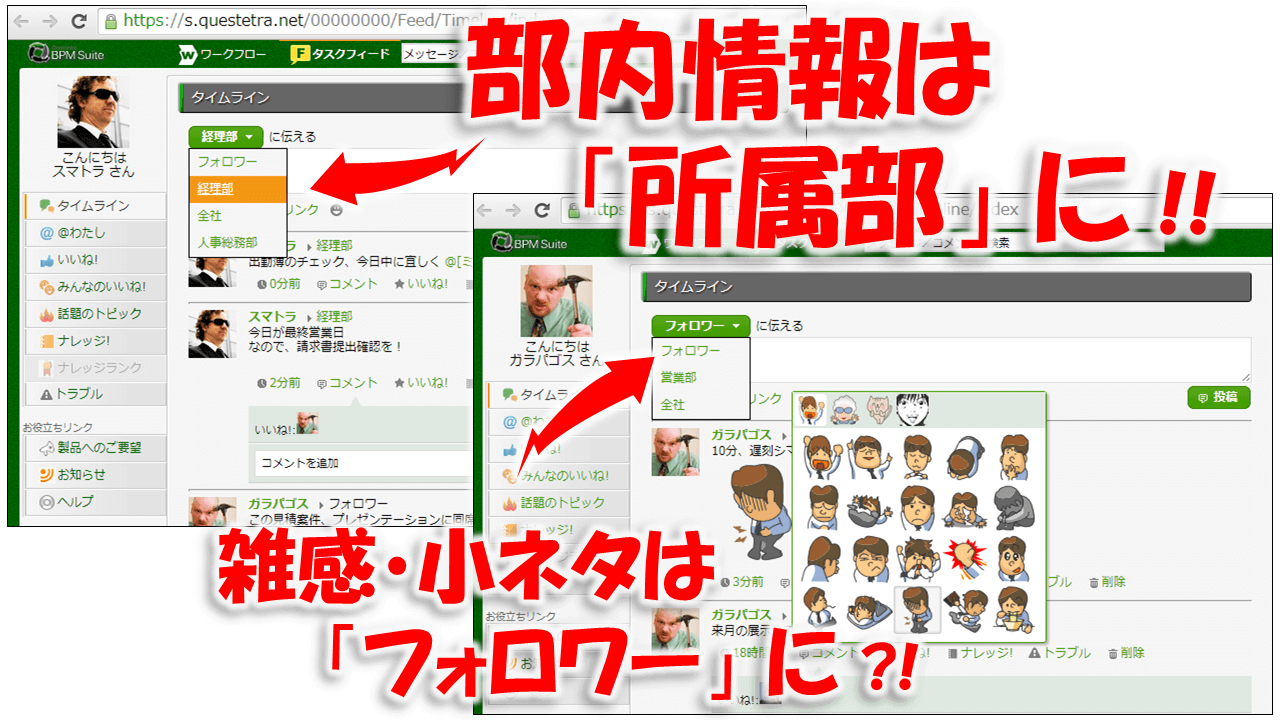 https://s.questetra.net/00000000/Feed/Timeline/index
BPM Suite
ワークフロー
タスクフィード
メッセージ
部内情報は
「所属部」に!!
こんにちは
スマトラ さん
タイムライン
経理部
に伝える
フォロワー
経理部
全社
人事総務部
リンク
タイムライン
@わたし
いいね!
みんなのいいね!
話題のトピック
ナレッジ!
ナレッジランク
トラブル
お役立ちリンク
製品へのご要望
お知らせ
ヘルプ
経理部
出勤簿のチェック、今日中に宜しく @[ミ
0分前 コメント いいね!
スマトラ 経理部
今日が最終営業日
なので、請求書提出確認を!
2分前 コメント いいね!
いいね!:
コメントを追加
ガラパゴス フォロワー
この見積案件、プレゼンテーションに同席
BPM Suite
こんにちは
ガラパゴス さん
タイムライン
フォロワー
に伝える
フォロワー
営業部
全社
リンク
投稿
タイムラ
みんなのいいね!
話題のトピック
お役立ちリンク
ガラパゴス
10分、遅刻シマ
3分前
ブル 削除
ガラパゴス
来月の展示
18時間
コメント
ナレッジ! トラブル 削除
雑感・小ネタは
「フォロワー」に?!